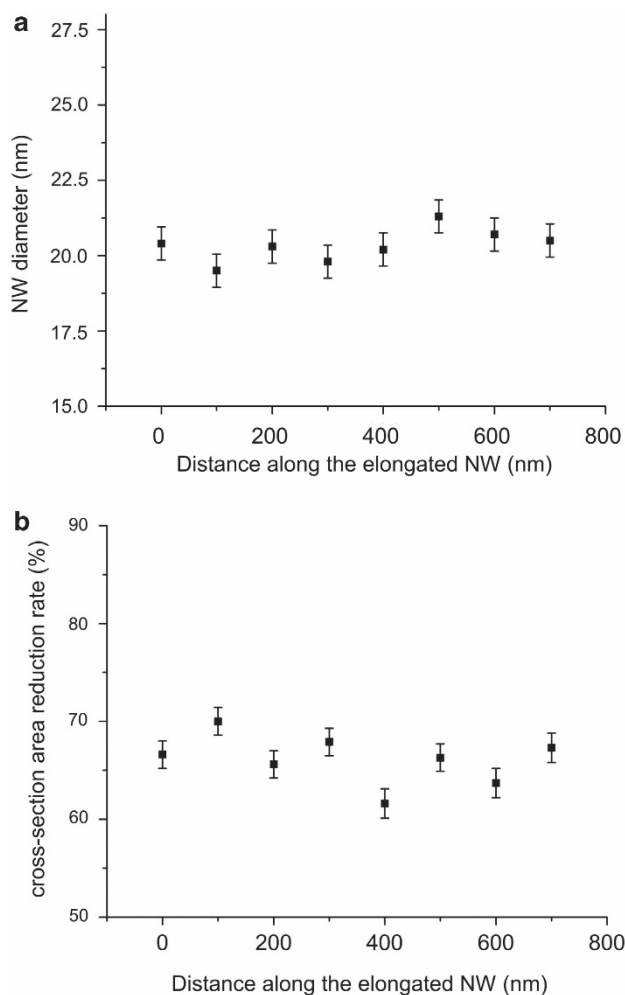 a
27.5
25.0
22.5
20.0
17.5
15.0
NW diameter (nm)
0 200 400 600 800
Distance along the elongated NW (nm)
b
90
80
70
60
50
cross-section area reduction rate (%)
0 200 400 600 800
Distance along the elongated NW (nm)